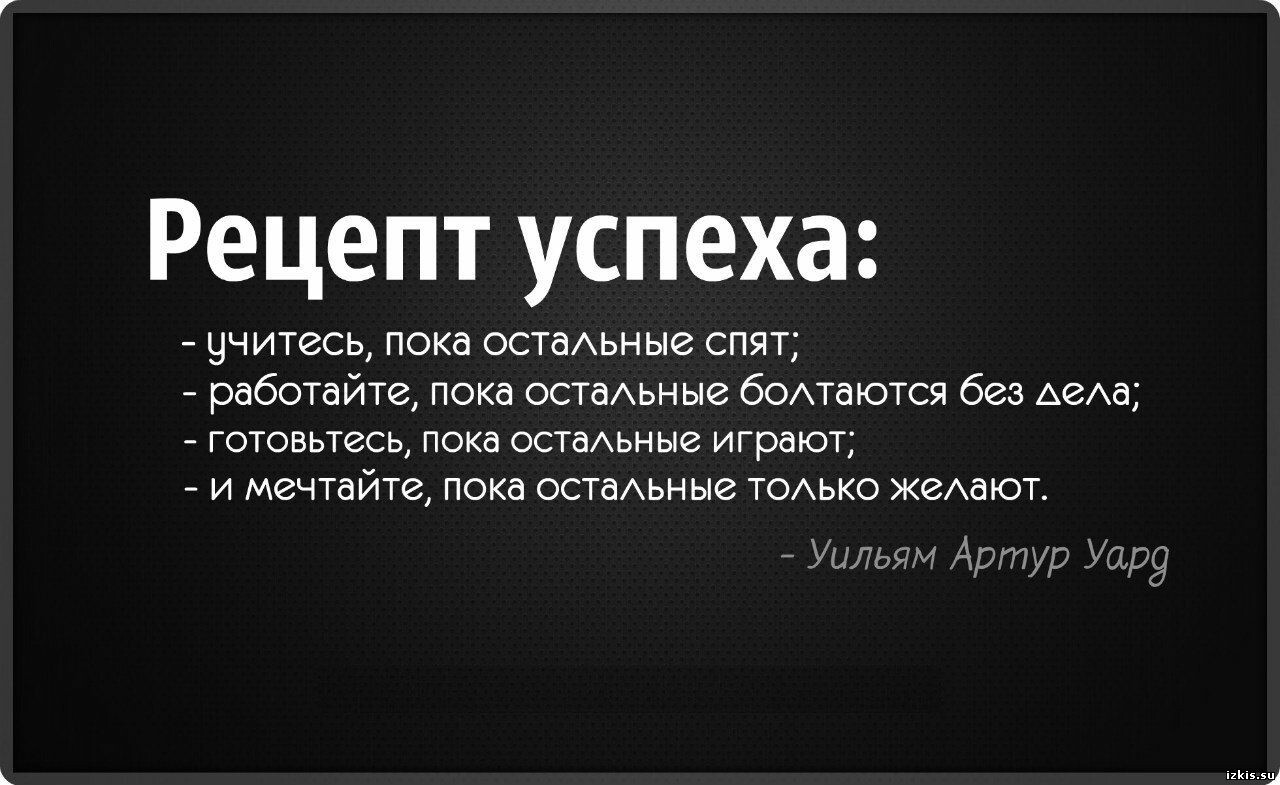 Рецепт успеха:
- учитесь, пока остальные спят;
- работайте, пока остальные болтаются без дела;
- готовьтесь, пока остальные играют;
- и мечтайте, пока остальные только желают.
- Уильям Артур Уард
izkis.su